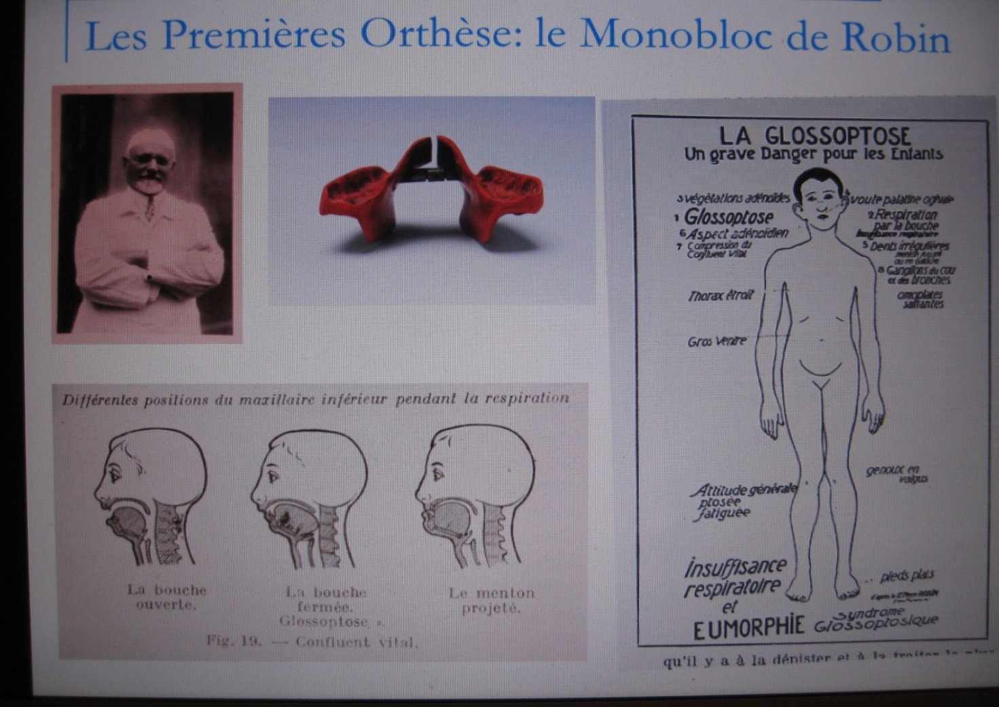 Les Premières Orthèse: le Monobloc de Robin
LA GLOSSOPTOSE
Un grave Danger pour les Enfants
3 végétations adénoïdes
1 Glossoptose
6 Aspect adénoïdien
7 Compression du
Confluent Vital
Thorax étroit
Gros Ventre
Attitude générale
ptosée
fatiguée
insuffisance
respiratoire
et
EUMORPHIE
voute palatine ogivale
2 Respiration
par la bouche
insuffisance respiratoire
5 Dents irrégulières
8 Ganglions du cou
et des bronches
omoplates
saillantes
genoux en
valgus
pieds plats
Syndrome
Glossoptosique
qu'il y a à la dénister et à la traiter
Différentes positions du maxillaire inférieur pendant la respiration
La bouche
ouverte.
La bouche
fermée.
Glossoptose ».
Le menton
projeté.
Fig. 19. — Confluent vital.